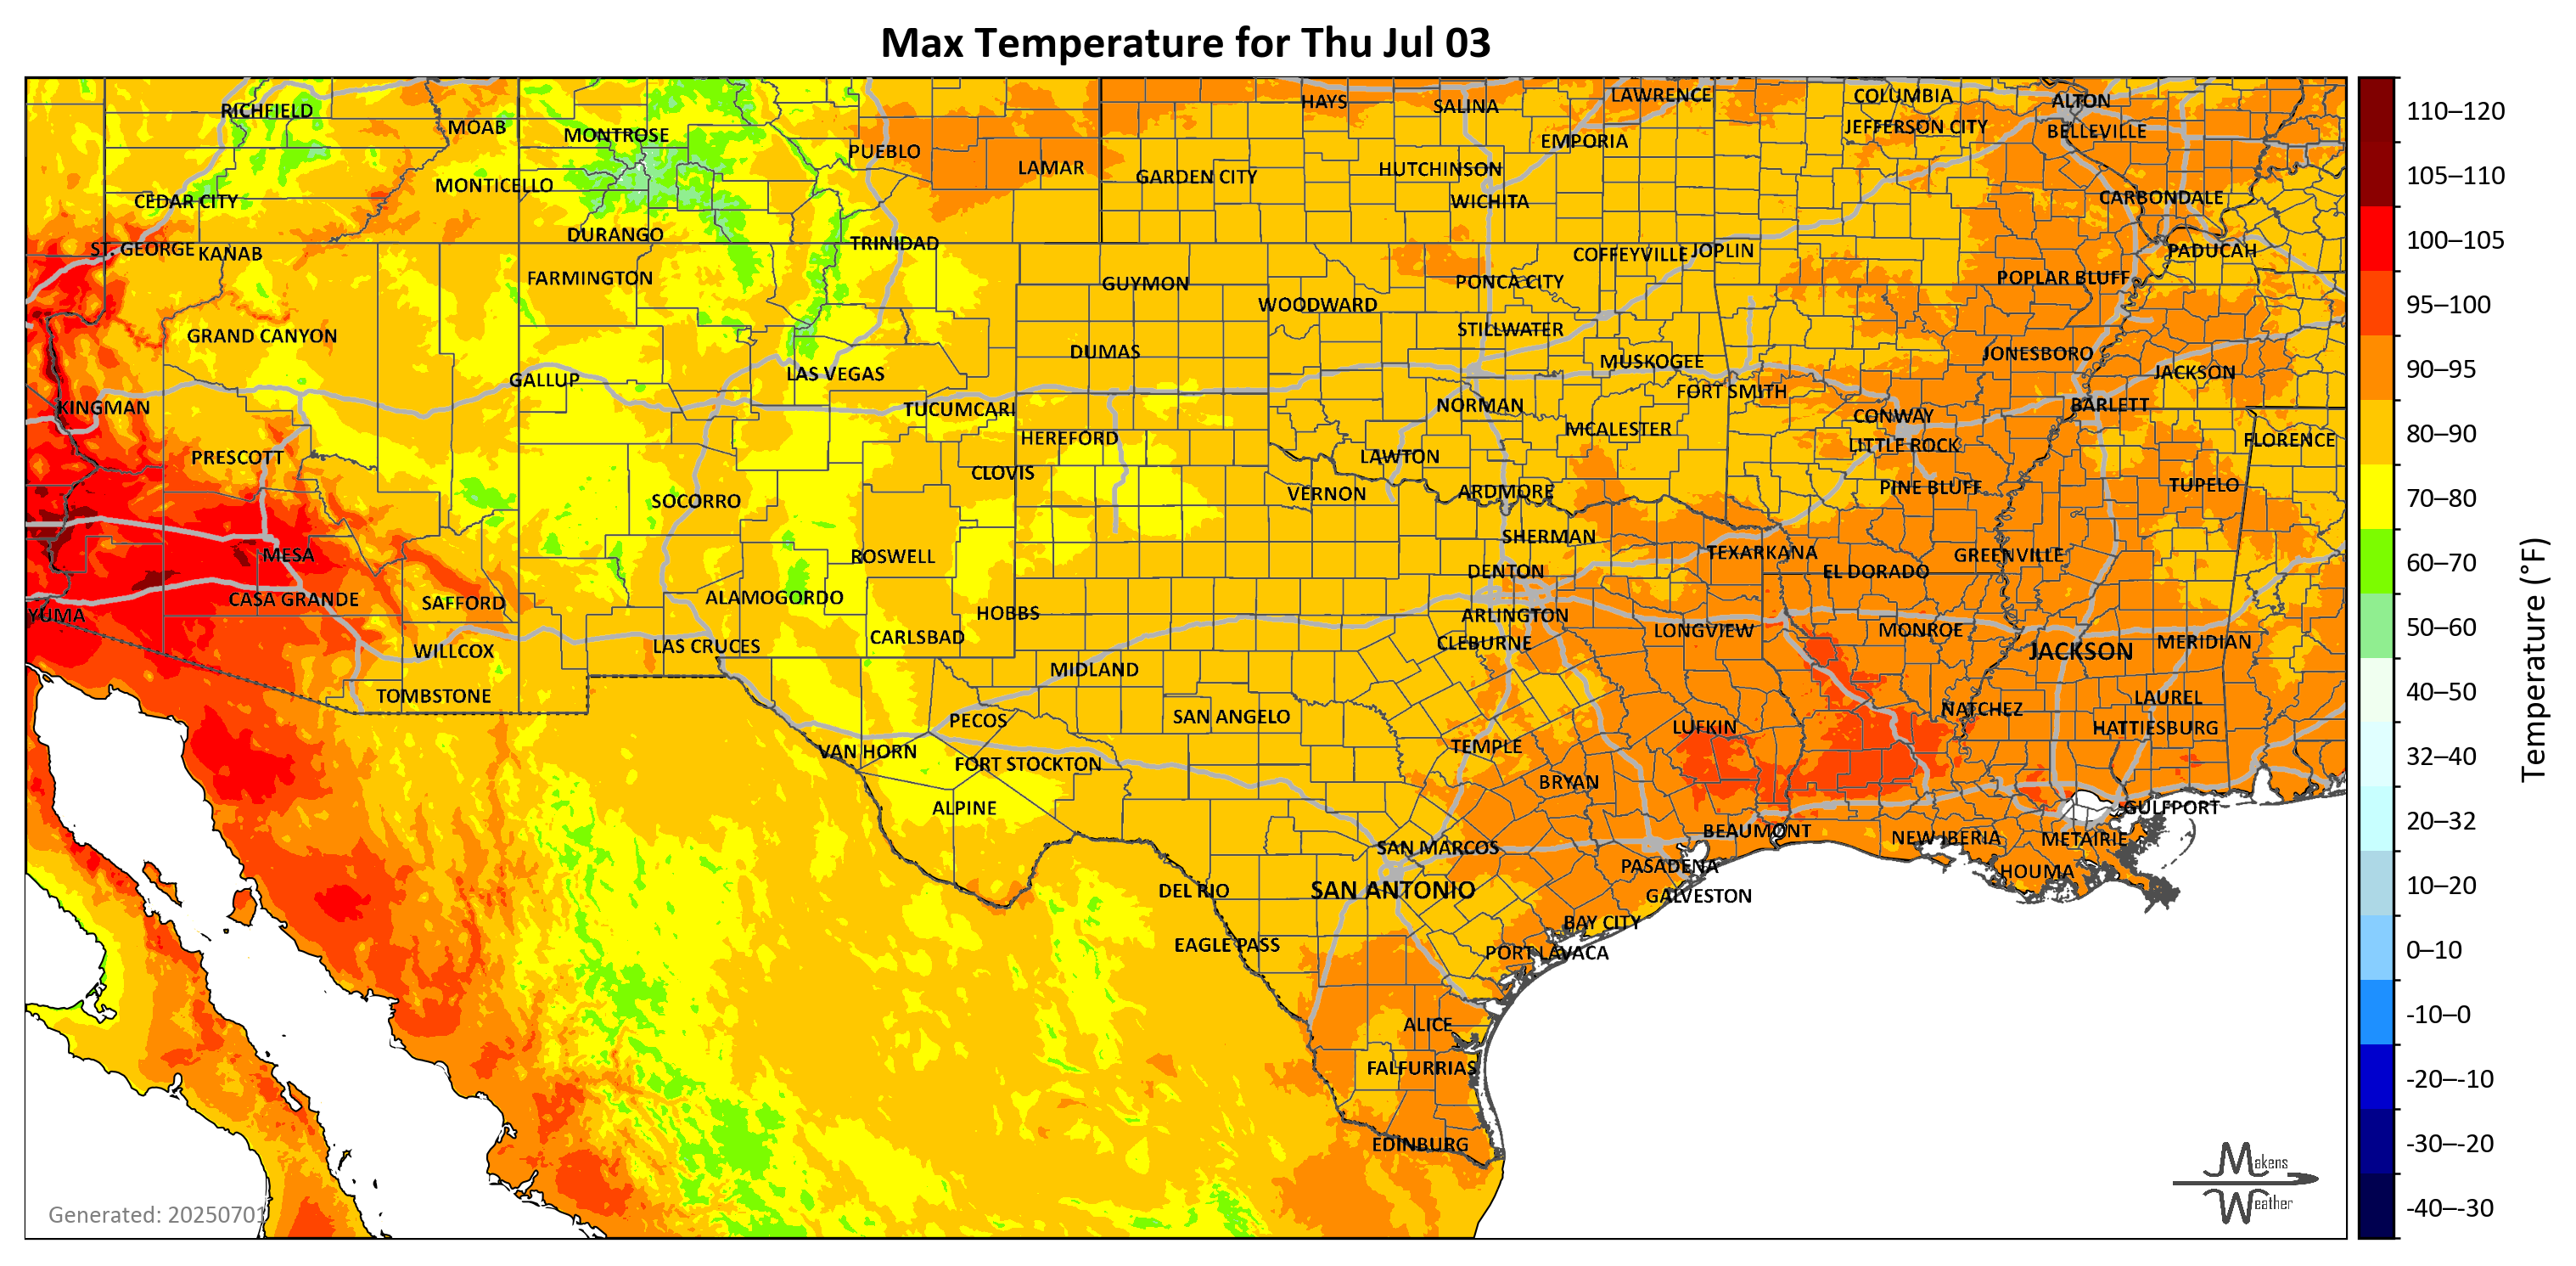 Max Temperature for Thu Jul 03
RICHFIELD
MOAB
MONTROSE
PUEBLO
LAMAR
HAYS
SALINA
LAWRENCE
COLUMBIA
ALTON
EMPORIA
JEFFERSON CITY
BELLEVILLE
CEDAR CITY
MONTICELLO
GARDEN CITY
HUTCHINSON
WICHITA
CARBONDALE
ST. GEORGE
KANAB
DURANGO
TRINIDAD
COFFEYVILLE
JOPLIN
PADUCAH
FARMINGTON
GUYMON
WOODWARD
PONCA CITY
POPLAR BLUFF
GRAND CANYON
DUMAS
STILLWATER
MUSKOGEE
JONESBORO
JACKSON
GALLUP
LAS VEGAS
FORT SMITH
KINGMAN
TUCUMCARI
NORMAN
CONWAY
BARLETT
PRESCOTT
HEREFORD
MCALESTER
LITTLE ROCK
FLORENCE
CLOVIS
LAWTON
SOCORRO
VERNON
ARDMORE
PINE BLUFF
TUPELO
MESA
ROSWELL
SHERMAN
TEXARKANA
GREENVILLE
DENTON
EL DORADO
YUMA
CASA GRANDE
SAFFORD
ALAMOGORDO
HOBBS
ARLINGTON
WILLCOX
LAS CRUCES
CARLSBAD
CLEBURNE
LONGVIEW
MONROE
JACKSON
MERIDIAN
TOMBSTONE
MIDLAND
LAUREL
PECOS
SAN ANGELO
NATCHEZ
VAN HORN
FORT STOCKTON
TEMPLE
LUFKIN
HATTIESBURG
ALPINE
BRYAN
GULFPORT
SAN MARCOS
BEAUMONT
NEW IBERIA
METAIRIE
DEL RIO
SAN ANTONIO
PASADENA
GALVESTON
HOUMA
EAGLE PASS
BAY CITY
PORT LAVACA
ALICE
FALFURRIAS
EDINBURG
Generated: 20250701
Makens
Weather
110–120
105–110
100–105
95–100
90–95
80–90
70–80
60–70
50–60
40–50
32–40
20–32
10–20
0–10
-10–0
-20–-10
-30–-20
-40–-30
Temperature (°F)